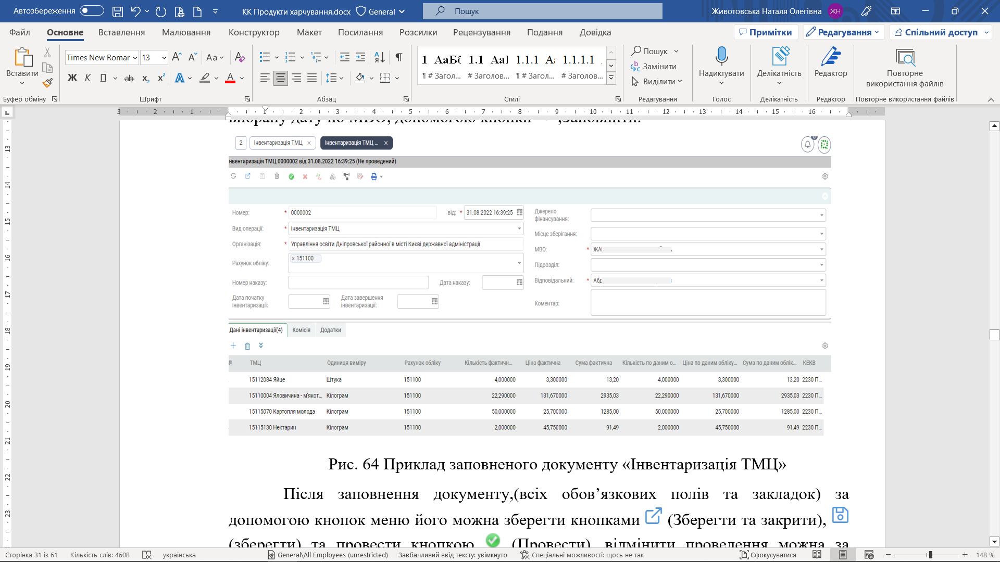 Автозбереження
КК Продукти харчування.docx
General
Пошук
Животовська Наталя Олегівна
ЖН
Файл Основне Вставлення Малювання Конструктор Макет Посилання Розсилки Рецензування Подання Довідка
Примітки Редагування Спільний доступ
Вставити
Times New Romar 13
Ж К П
1 АаБб 1.1 АаІ 1.1.1 Аа 1.1.1.1
¶ # Загол... # Заголов... ¶ # Загол... # Заголов...
Пошук
Замінити
Виділити
Надиктувати
Делікатність
Редактор
Повторне використання файлів
Буфер обміну Шрифт Абзац Стилі Редагування Голос Делікатність Редактор Повторне використання файлів
3 2 1 1 2 3 4 5 6 7 8 9 10 11 12 13 14 15 16
вибрану дату по МВО, допомогою кнопки ,Заповнити.
2 Інвентаризація ТМЦ x Інвентаризація ТМЦ ... x
нвентаризація ТМЦ 0000002 від 31.08.2022 16:39:25 (Не проведений)
Номер: * 0000002 від: * 31.08.2022 16:39:25
Джерело фінансування:
Вид операції: * Інвентаризація ТМЦ
Місце зберігання:
Організація: * Управління освіти Дніпровської районної в місті Києві державної адміністрації
МВО: *
Рахунок обліку: x 151100
Підрозділ:
Номер наказу: Дата наказу:
Відповідальний: *
Дата початку інвентаризації: Дата завершення інвентаризації:
Коментар:
Дані інвентаризації(4) Комісія Додатки
№ ТМЦ Одиниця виміру Рахунок обліку Кількість фактичн... Ціна фактична Сума фактична Кількість по даним о... Ціна по даним обліку... Сума по даним облік... КЕКВ
15112084 Яйце Штука 151100 4,000000 3,300000 13,20 4,000000 3,300000 13,20 2230 П...
15110004 Яловичина - м'якот... Кілограм 151100 22,290000 131,670000 2935,03 22,290000 131,670000 2935,03 2230 П...
15115070 Картопля молода Кілограм 151100 50,000000 25,700000 1285,00 50,000000 25,700000 1285,00 2230 П...
15115130 Нектарин Кілограм 151100 2,000000 45,750000 91,49 2,000000 45,750000 91,49 2230 П...
Рис. 64 Приклад заповненого документу «Інвентаризація ТМЦ»
Після заповнення документу,(всіх обов’язкових полів та закладок) за
допомогою кнопок меню його можна зберегти кнопками (Зберегти та закрити),
(зберегти) та провести кнопкою (Провести), відмінити проведення можна за
13
14
15
16
17
18
19
20
21
22
23
Сторінка 31 із 61 Кількість слів: 4608 українська General\All Employees (unrestricted) Завбачливий ввід тексту: увімкнуто Спеціальні можливості: щось не так Сфокусуватися 148 %